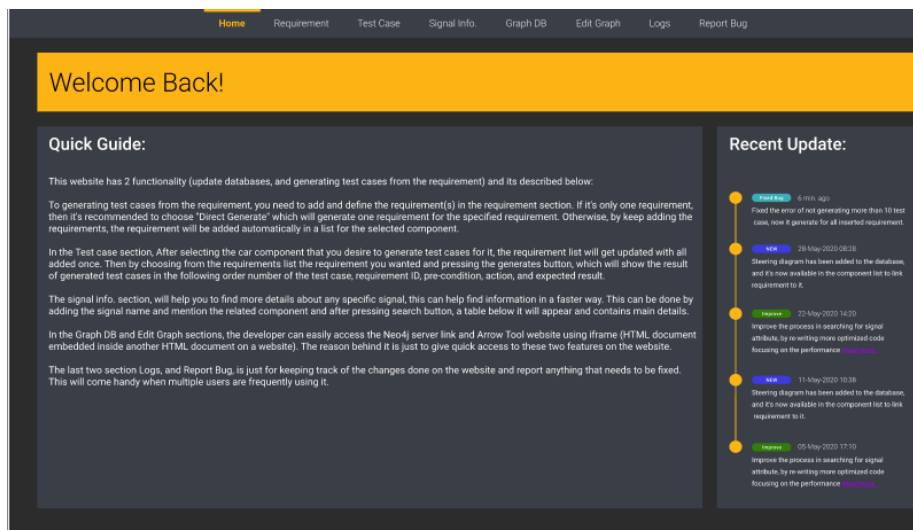 Home Requirement Test Case Signal Info. Graph DB Edit Graph Logs Report Bug
Welcome Back!
Quick Guide:
This website has 2 functionality (update databases, and generating test cases from the requirement) and its described below:
To generating test cases from the requirement, you need to add and define the requirement(s) in the requirement section. If it's only one requirement,
then it's recommended to choose "Direct Generate" which will generate one requirement for the specified requirement. Otherwise, by keep adding the
requirements, the requirement will be added automatically in a list for the selected component.
In the Test case section, After selecting the car component that you desire to generate test cases for it, the requirement list will get updated with all
added once. Then by choosing from the requirements list the requirement you wanted and pressing the generates button, which will show the result
of generated test cases in the following order number of the test case, requirement ID, pre-condition, action, and expected result.
The signal info. section, will help you to find more details about any specific signal, this can help find information in a faster way. This can be done by
adding the signal name and mention the related component and after pressing search button, a table below it will appear and contains main details.
In the Graph DB and Edit Graph sections, the developer can easily access the Neo4j server link and Arrow Tool website using iframe (HTML document
embedded inside another HTML document on a website). The reason behind it is just to give quick access to these two features on the website.
The last two section Logs, and Report Bug, is just for keeping track of the changes done on the website and report anything that needs to be fixed.
This will come handy when multiple users are frequently using it.
Recent Update:
Fixed Bug 6 min. ago
Fixed the error of not generating more than 10 test
case, now it generate for all inserted requirement.
NEW 28-May-2020 08:28
Steering diagram has been added to the database,
and it's now available in the component list to link
requirement to it.
Improve 22-May-2020 14:20
Improve the process in searching for signal
attribute, by re-writing more optimized code
focusing on the performance
NEW 11-May-2020 10:38
Steering diagram has been added to the database,
and it's now available in the component list to link
requirement to it.
Improve 05-May-2020 17:10
Improve the process in searching for signal
attribute, by re-writing more optimized code
focusing on the performance